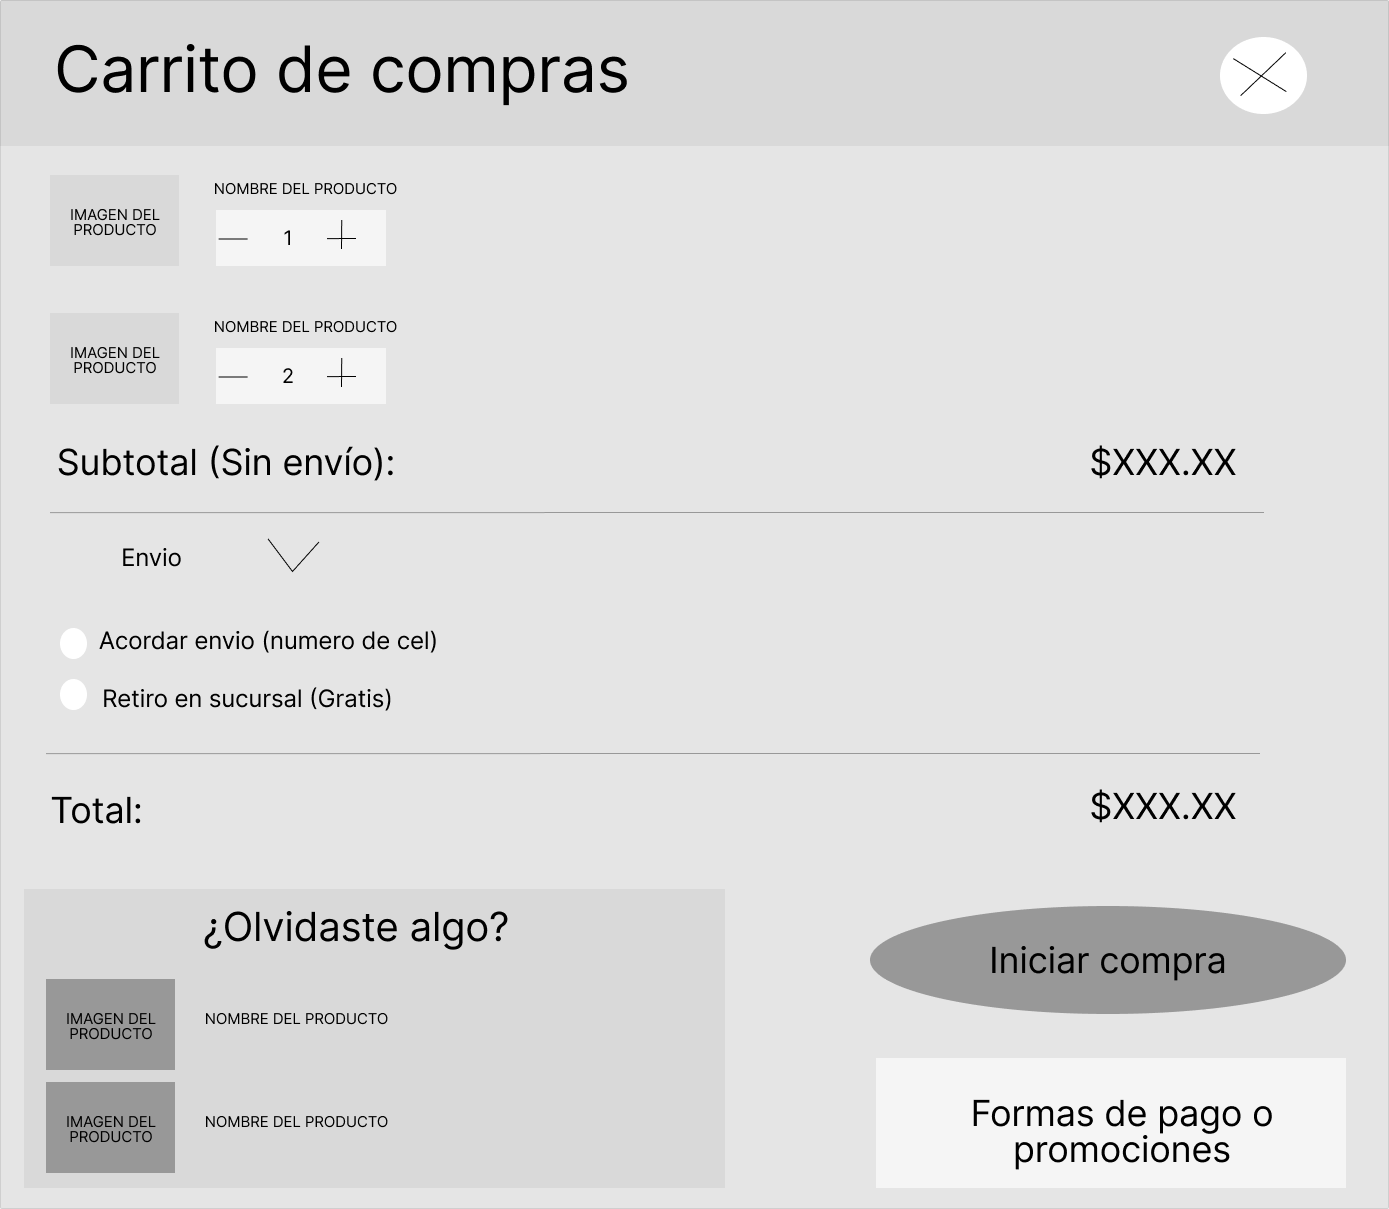 Carrito de compras
IMAGEN DEL
PRODUCTO
NOMBRE DEL PRODUCTO
1
IMAGEN DEL
PRODUCTO
NOMBRE DEL PRODUCTO
2
Subtotal (Sin envío):
$XXX.XX
Envio
Acordar envio (numero de cel)
Retiro en sucursal (Gratis)
Total:
$XXX.XX
¿Olvidaste algo?
IMAGEN DEL
PRODUCTO
NOMBRE DEL PRODUCTO
IMAGEN DEL
PRODUCTO
NOMBRE DEL PRODUCTO
Iniciar compra
Formas de pago o
promociones